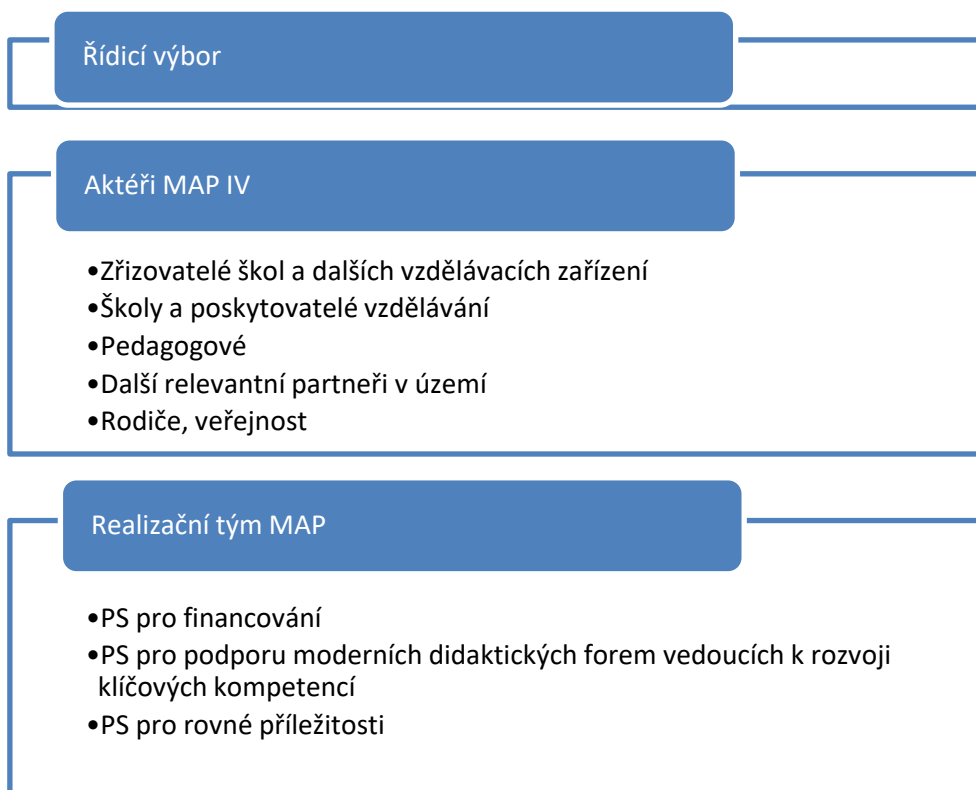 Řídicí výbor
Aktéři MAP IV
•Zřizovatelé škol a dalších vzdělávacích zařízení
•Školy a poskytovatelé vzdělávání
•Pedagogové
•Další relevantní partneři v území
•Rodiče, veřejnost
Realizační tým MAP
•PS pro financování
•PS pro podporu moderních didaktických forem vedoucích k rozvoji
klíčových kompetencí
•PS pro rovné příležitosti